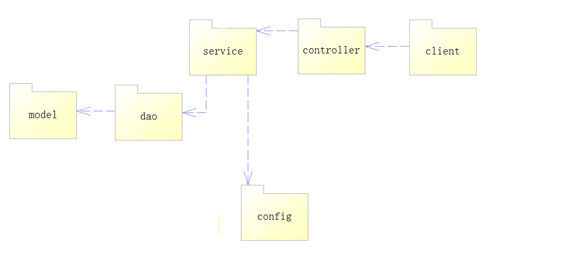 service
controller
client
model
dao
config